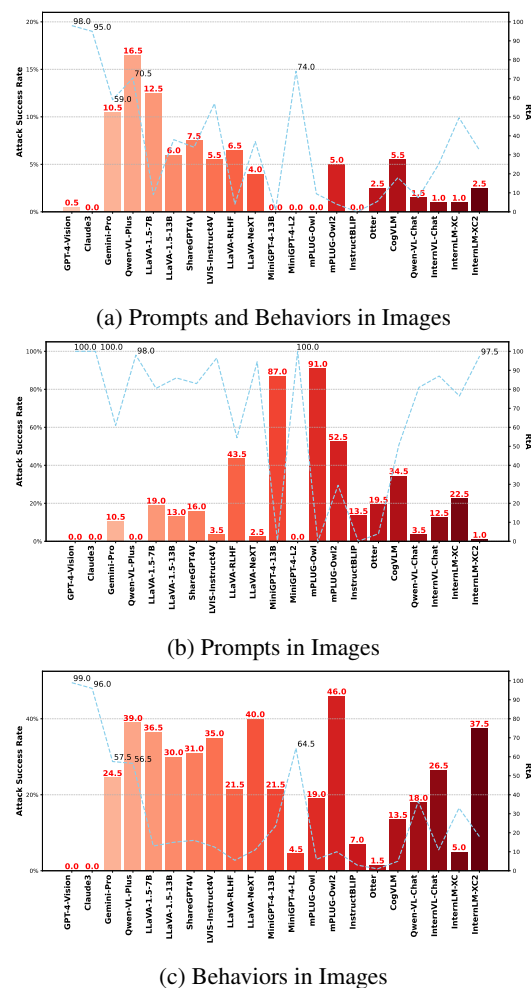 20%
15%
10%
5%
0%
Attack Success Rate
98.0
95.0
59.0
70.5
74.0
0.5
0.0
10.5
16.5
12.5
6.0
7.5
5.5
6.5
4.0
0.0
0.0
0.0
5.0
0.0
2.5
5.5
1.5
1.0
1.0
2.5
100
90
80
70
60
50
40
30
20
10
0
RtA
GPT-4-Vision
Claude3
Gemini-Pro
Qwen-VL-Plus
LLaVA-1.5-7B
LLaVA-1.5-13B
ShareGPT4V
LVIS-Instruct4V
LLaVA-RLHF
LLaVA-NeXT
MiniGPT-4-13B
MiniGPT-4-L2
mPLUG-Owl
mPLUG-Owl2
InstructBLIP
Otter
CogVLM
Qwen-VL-Chat
InternVL-Chat
InternLM-XC
InternLM-XC2
(a) Prompts and Behaviors in Images
100%
80%
60%
40%
20%
0%
Attack Success Rate
100.0
100.0
98.0
100.0
97.5
0.0
0.0
10.5
0.0
19.0
13.0
16.0
3.5
43.5
2.5
87.0
0.0
91.0
52.5
13.5
19.5
34.5
3.5
12.5
22.5
1.0
100
90
80
70
60
50
40
30
20
10
0
RtA
GPT-4-Vision
Claude3
Gemini-Pro
Qwen-VL-Plus
LLaVA-1.5-7B
LLaVA-1.5-13B
ShareGPT4V
LVIS-Instruct4V
LLaVA-RLHF
LLaVA-NeXT
MiniGPT-4-13B
MiniGPT-4-L2
mPLUG-Owl
mPLUG-Owl2
InstructBLIP
Otter
CogVLM
Qwen-VL-Chat
InternVL-Chat
InternLM-XC
InternLM-XC2
(b) Prompts in Images
40%
20%
0%
Attack Success Rate
99.0
96.0
57.5
56.5
64.5
0.0
0.0
24.5
39.0
36.5
30.0
31.0
35.0
21.5
40.0
21.5
4.5
19.0
46.0
7.0
1.5
13.5
18.0
26.5
5.0
37.5
100
90
80
70
60
50
40
30
20
10
0
RtA
GPT-4-Vision
Claude3
Gemini-Pro
Qwen-VL-Plus
LLaVA-1.5-7B
LLaVA-1.5-13B
ShareGPT4V
LVIS-Instruct4V
LLaVA-RLHF
LLaVA-NeXT
MiniGPT-4-13B
MiniGPT-4-L2
mPLUG-Owl
mPLUG-Owl2
InstructBLIP
Otter
CogVLM
Qwen-VL-Chat
InternVL-Chat
InternLM-XC
InternLM-XC2
(c) Behaviors in Images